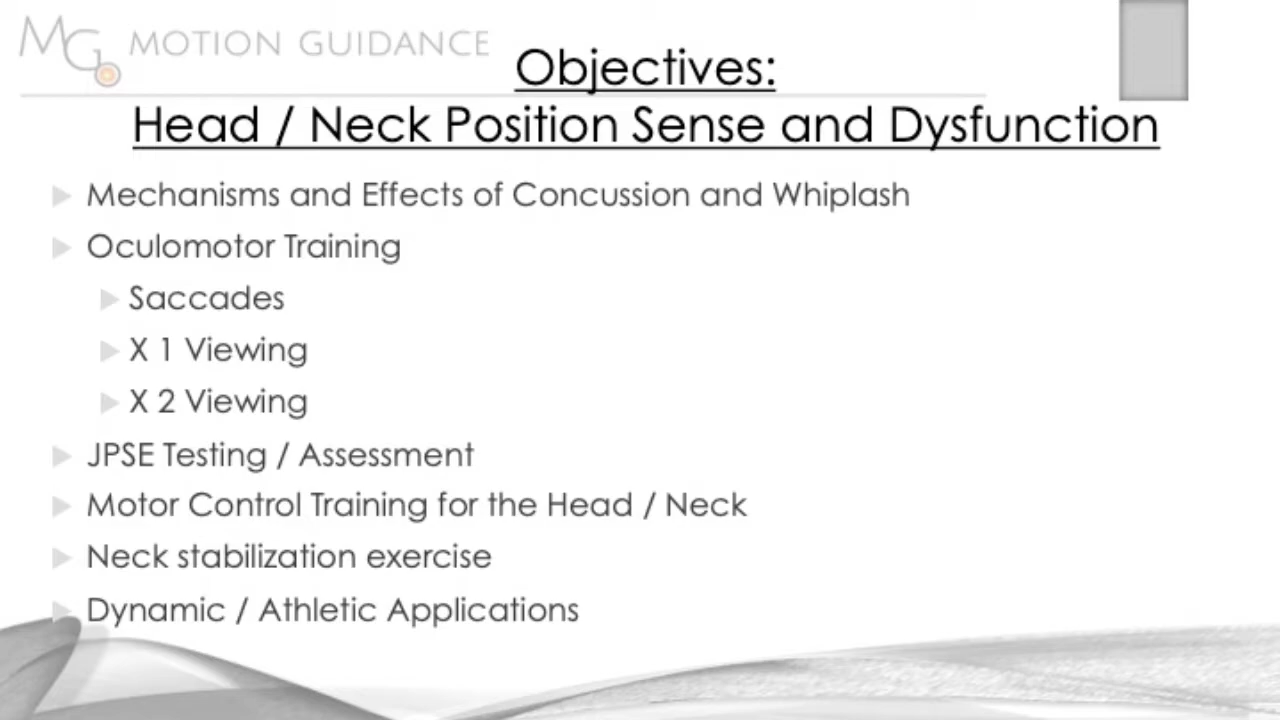 MG MOTION GUIDANCE
Objectives:
Head / Neck Position Sense and Dysfunction
Mechanisms and Effects of Concussion and Whiplash
Oculomotor Training
Saccades
X 1 Viewing
X 2 Viewing
JPSE Testing / Assessment
Motor Control Training for the Head / Neck
Neck stabilization exercise
Dynamic / Athletic Applications